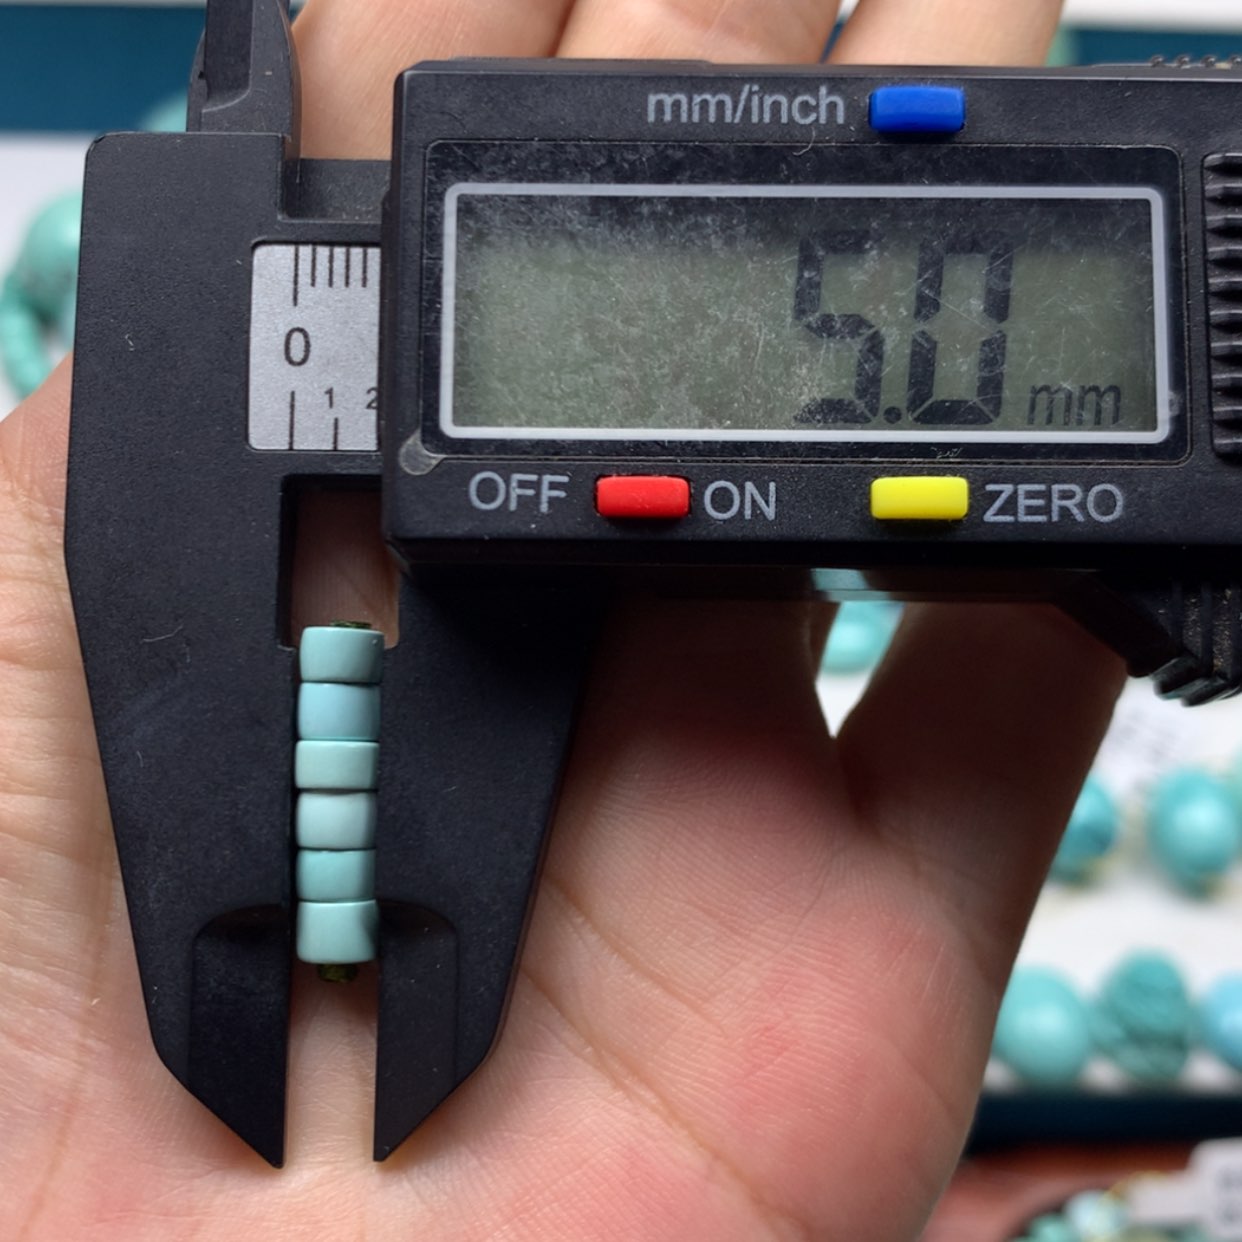 mm/inch
5.0 mm
0
1 2
OFF ON ZERO